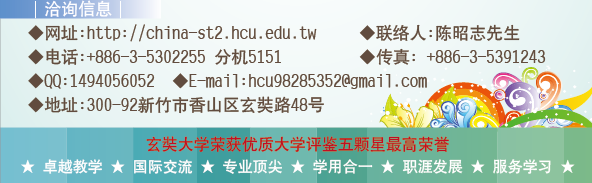 洽询信息
◆网址:http://china-st2.hcu.edu.tw ◆联络人:陈昭志先生
◆电话:+886-3-5302255 分机5151 ◆传真: +886-3-5391243
◆QQ:1494056052 ◆E-mail:hcu98285352@gmail.com
◆地址:300-92新竹市香山区玄奘路48号
玄奘大学荣获优质大学评鉴五颗星最高荣誉
★ 卓越教学 ★ 国际交流 ★ 专业顶尖 ★ 学用合一 ★ 职涯发展 ★ 服务学习 ★